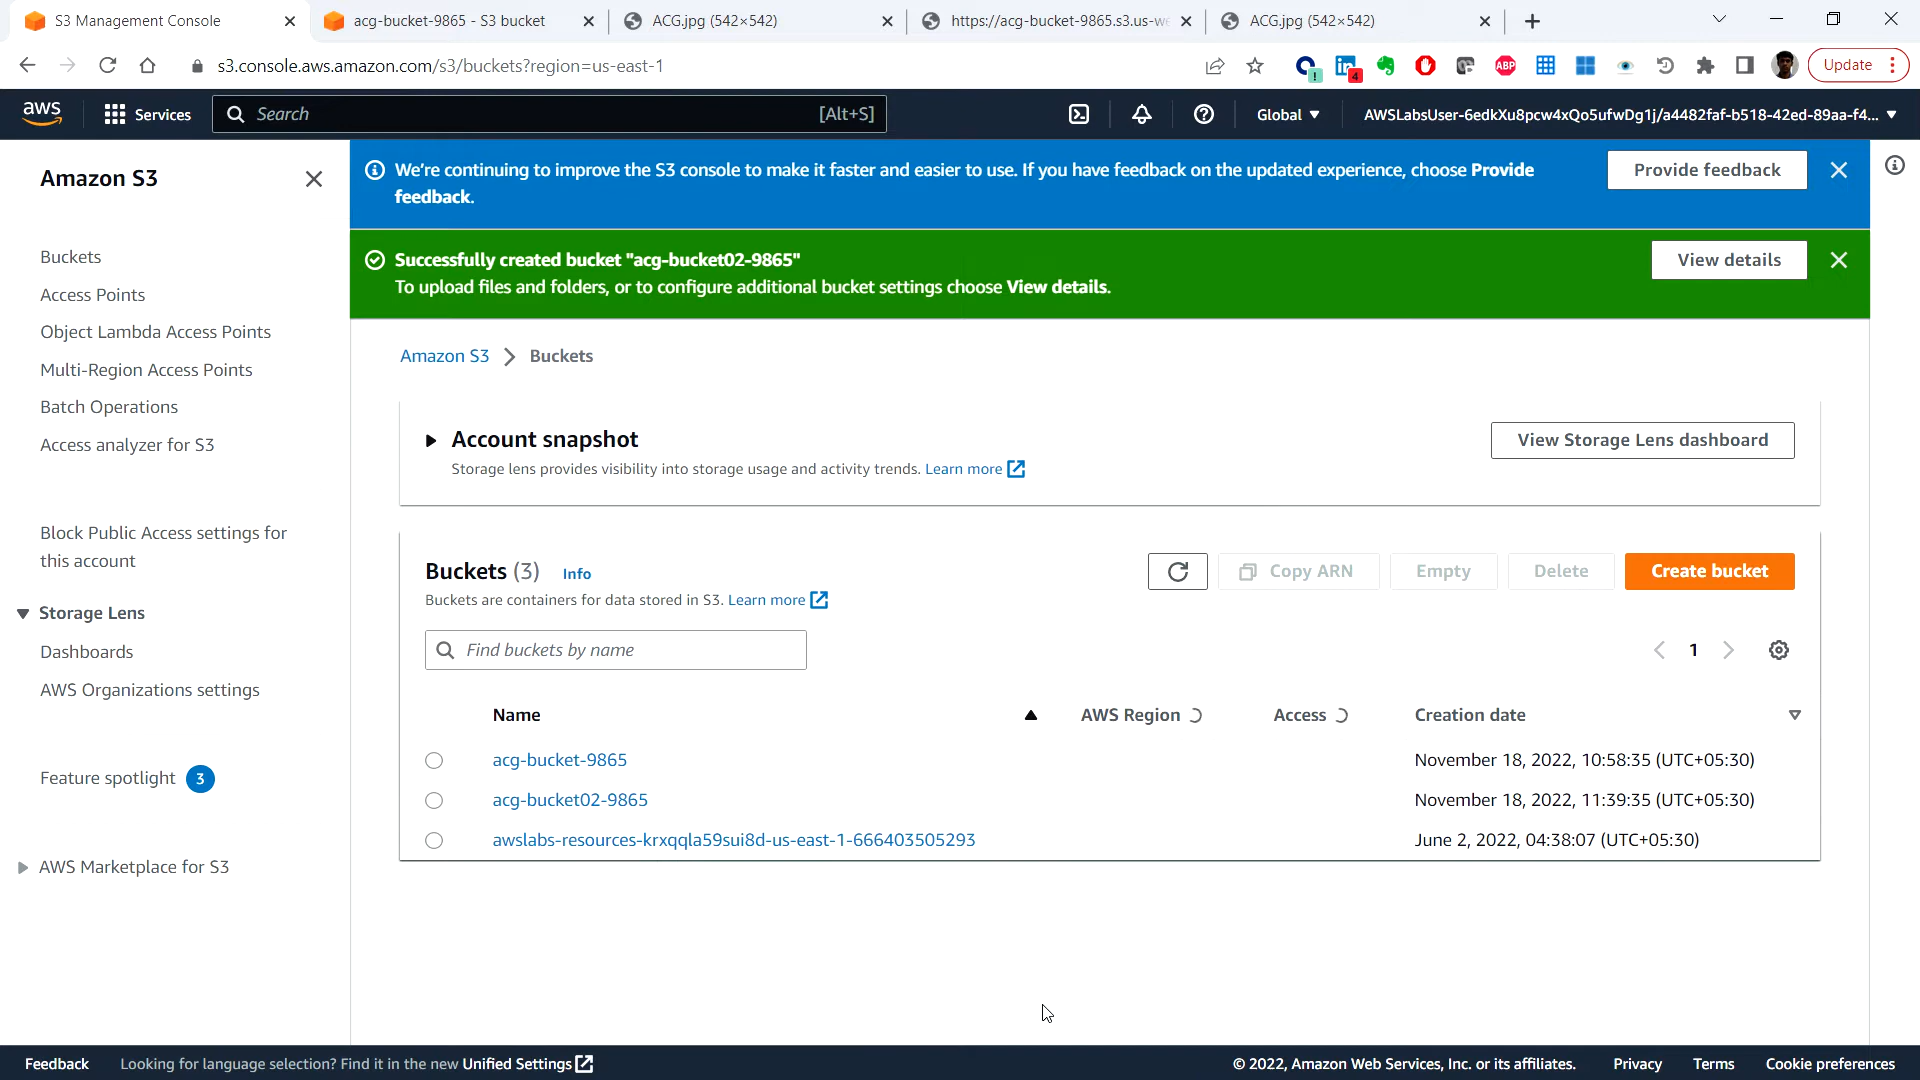 S3 Management Console
acg-bucket-9865 - S3 bucket
ACG.jpg (542×542)
https://acg-bucket-9865.s3.us-we
ACG.jpg (542×542)
s3.console.aws.amazon.com/s3/buckets?region=us-east-1
4
ABP
Update
aws
Services
Search
[Alt+S]
Global
AWSLabsUser-6edkXu8pcw4xQo5ufwDg1j/a4482faf-b518-42ed-89aa-f4...
Amazon S3
Buckets
Access Points
Object Lambda Access Points
Multi-Region Access Points
Batch Operations
Access analyzer for S3
Block Public Access settings for
this account
Storage Lens
Dashboards
AWS Organizations settings
Feature spotlight 3
AWS Marketplace for S3
We're continuing to improve the S3 console to make it faster and easier to use. If you have feedback on the updated experience, choose Provide
feedback.
Provide feedback
Successfully created bucket "acg-bucket02-9865"
To upload files and folders, or to configure additional bucket settings choose View details.
View details
Amazon S3 > Buckets
Account snapshot
Storage lens provides visibility into storage usage and activity trends. Learn more
View Storage Lens dashboard
Buckets (3) Info
Buckets are containers for data stored in S3. Learn more
Copy ARN
Empty
Delete
Create bucket
Find buckets by name
1
Name AWS Region Access Creation date
acg-bucket-9865 November 18, 2022, 10:58:35 (UTC+05:30)
acg-bucket02-9865 November 18, 2022, 11:39:35 (UTC+05:30)
awslabs-resources-krxqqla59sui8d-us-east-1-666403505293 June 2, 2022, 04:38:07 (UTC+05:30)
Feedback
Looking for language selection? Find it in the new Unified Settings
© 2022, Amazon Web Services, Inc. or its affiliates.
Privacy
Terms
Cookie preferences